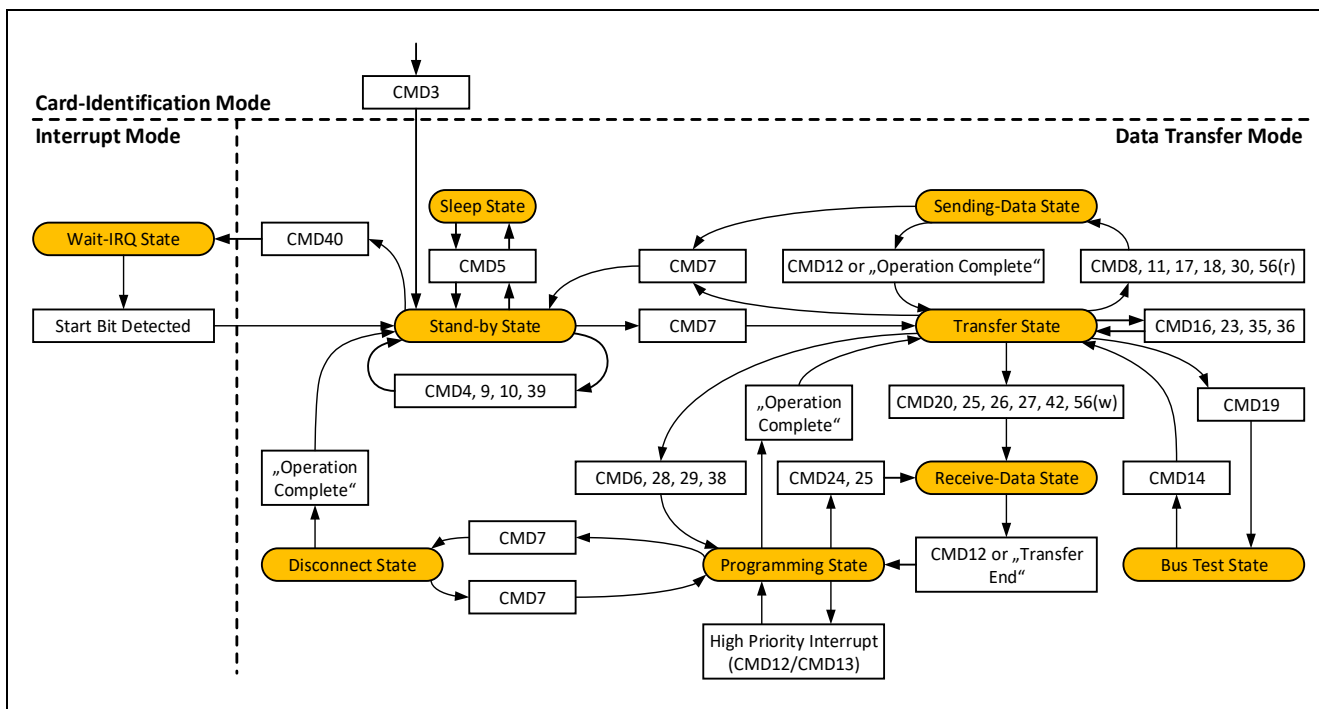 CMD3
Card-Identification Mode
Interrupt Mode
Data Transfer Mode
Sleep State
Sending-Data State
Wait-IRQ State
CMD40
CMD5
CMD7
CMD12 or „Operation Complete“
CMD8, 11, 17, 18, 30, 56(r)
Start Bit Detected
Stand-by State
CMD7
Transfer State
CMD16, 23, 35, 36
CMD4, 9, 10, 39
„Operation
Complete“
CMD20, 25, 26, 27, 42, 56(w)
CMD19
„Operation
Complete“
CMD6, 28, 29, 38
CMD24, 25
Receive-Data State
CMD14
CMD7
Disconnect State
Programming State
CMD12 or „Transfer
End“
Bus Test State
CMD7
High Priority Interrupt
(CMD12/CMD13)